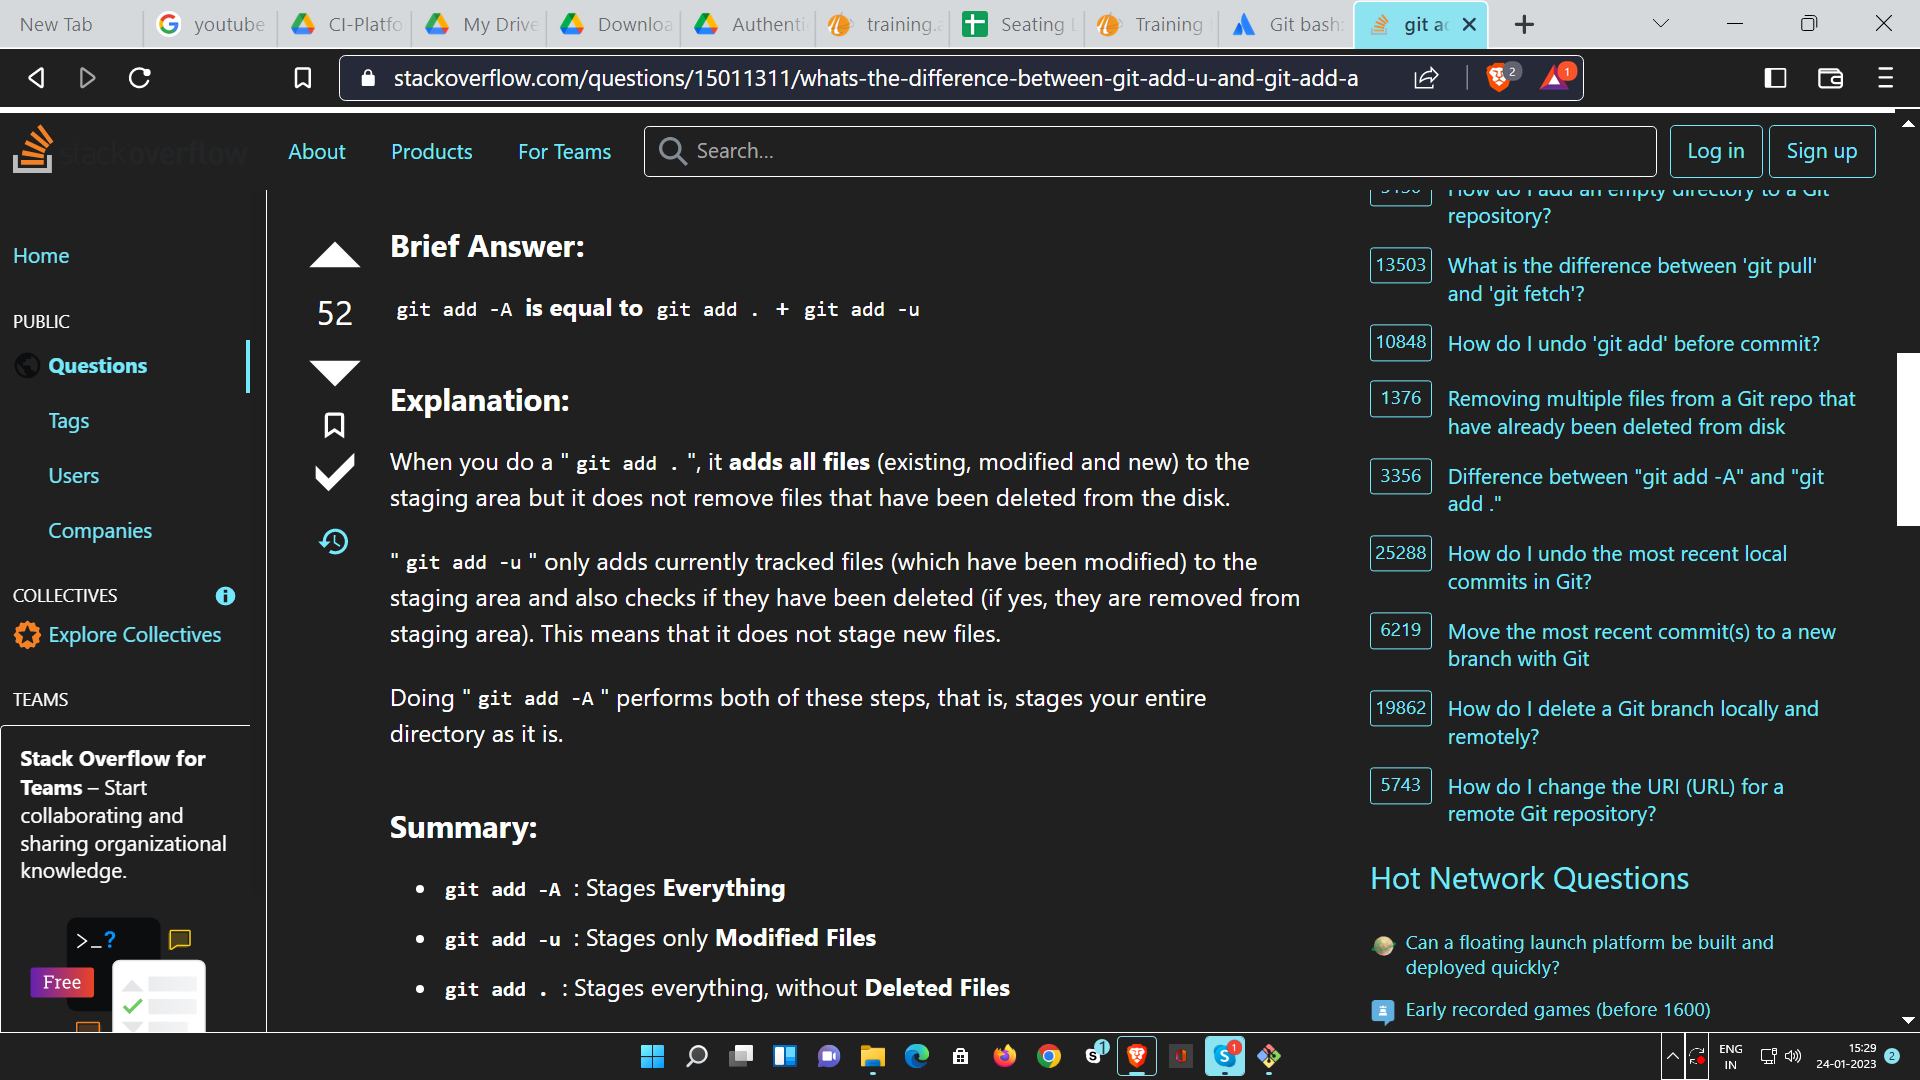 New Tab
youtube
CI-Platfo
My Drive
Downloa
Authenti
training.a
Seating L
Training
Git bash:
git ad
stackoverflow.com/questions/15011311/whats-the-difference-between-git-add-u-and-git-add-a
2
1
stackoverflow
About
Products
For Teams
Search...
Log in
Sign up
Home
PUBLIC
Questions
Tags
Users
Companies
COLLECTIVES
Explore Collectives
TEAMS
Stack Overflow for
Teams – Start
collaborating and
sharing organizational
knowledge.
>_?
Free
52
Brief Answer:
git add -A is equal to git add . + git add -u
Explanation:
When you do a " git add . ", it adds all files (existing, modified and new) to the
staging area but it does not remove files that have been deleted from the disk.
" git add -u " only adds currently tracked files (which have been modified) to the
staging area and also checks if they have been deleted (if yes, they are removed from
staging area). This means that it does not stage new files.
Doing " git add -A " performs both of these steps, that is, stages your entire
directory as it is.
Summary:
• git add -A : Stages Everything
• git add -u : Stages only Modified Files
• git add . : Stages everything, without Deleted Files
How do I add an empty directory to a Git
repository?
13503 What is the difference between 'git pull'
and 'git fetch'?
10848 How do I undo 'git add' before commit?
1376 Removing multiple files from a Git repo that
have already been deleted from disk
3356 Difference between "git add -A" and "git
add ."
25288 How do I undo the most recent local
commits in Git?
6219 Move the most recent commit(s) to a new
branch with Git
19862 How do I delete a Git branch locally and
remotely?
5743 How do I change the URI (URL) for a
remote Git repository?
Hot Network Questions
Can a floating launch platform be built and
deployed quickly?
Early recorded games (before 1600)
1
1
ENG
IN
15:29
24-01-2023
2